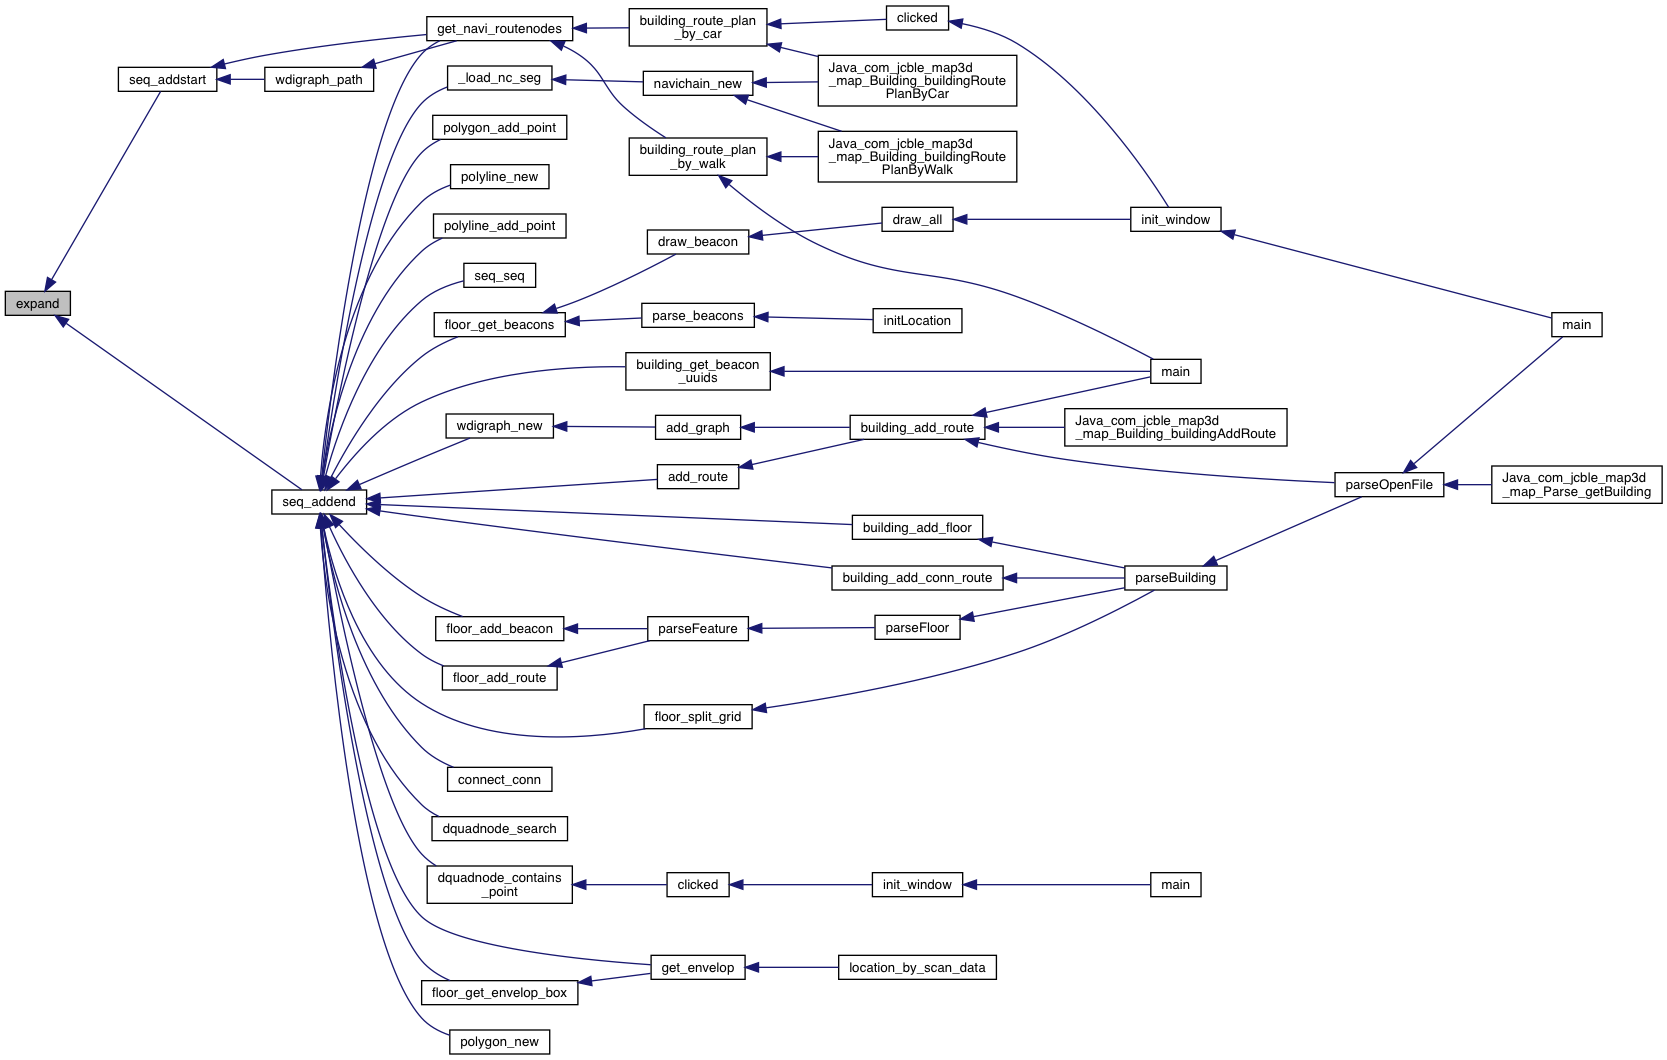 expand
seq_addstart
wdigraph_path
seq_addend
get_navi_routenodes
_load_nc_seg
polygon_add_point
polyline_new
polyline_add_point
seq_seq
floor_get_beacons
wdigraph_new
floor_add_beacon
floor_add_route
connect_conn
dquadnode_search
dquadnode_contains
_point
floor_get_envelop_box
polygon_new
building_route_plan
_by_car
navichain_new
building_route_plan
_by_walk
draw_beacon
parse_beacons
building_get_beacon
_uuids
add_graph
add_route
parseFeature
floor_split_grid
clicked
get_envelop
clicked
Java_com_jcble_map3d
_map_Building_buildingRoute
PlanByCar
Java_com_jcble_map3d
_map_Building_buildingRoute
PlanByWalk
draw_all
initLocation
building_add_route
building_add_floor
building_add_conn_route
parseFloor
init_window
location_by_scan_data
init_window
main
Java_com_jcble_map3d
_map_Building_buildingAddRoute
parseBuilding
main
parseOpenFile
main
Java_com_jcble_map3d
_map_Parse_getBuilding